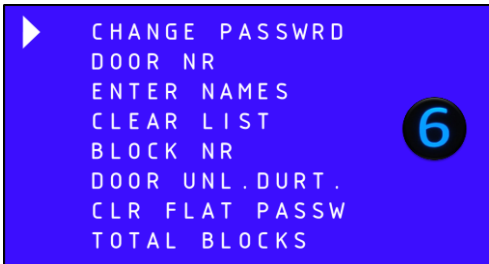 CHANGE PASSWRD
DOOR NR
ENTER NAMES
CLEAR LIST
BLOCK NR
DOOR UNL.DURT.
CLR FLAT PASSW
TOTAL BLOCKS
6